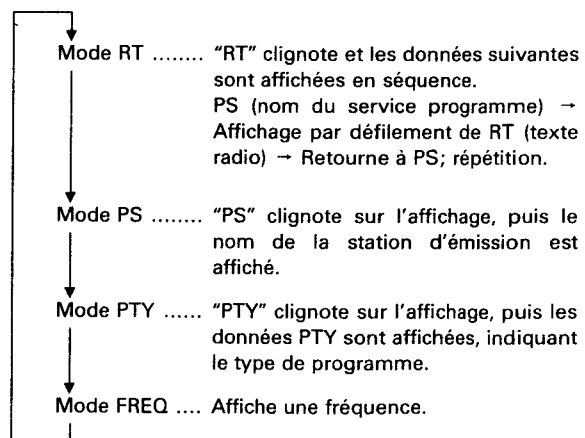 Mode RT ........ “RT” clignote et les données suivantes
sont affichées en séquence.
PS (nom du service programme) →
Affichage par défilement de RT (texte
radio) → Retourne à PS; répétition.
Mode PS ........ “PS” clignote sur l'affichage, puis le
nom de la station d'émission est
affiché.
Mode PTY ...... “PTY” clignote sur l'affichage, puis les
données PTY sont affichées, indiquant
le type de programme.
Mode FREQ .... Affiche une fréquence.